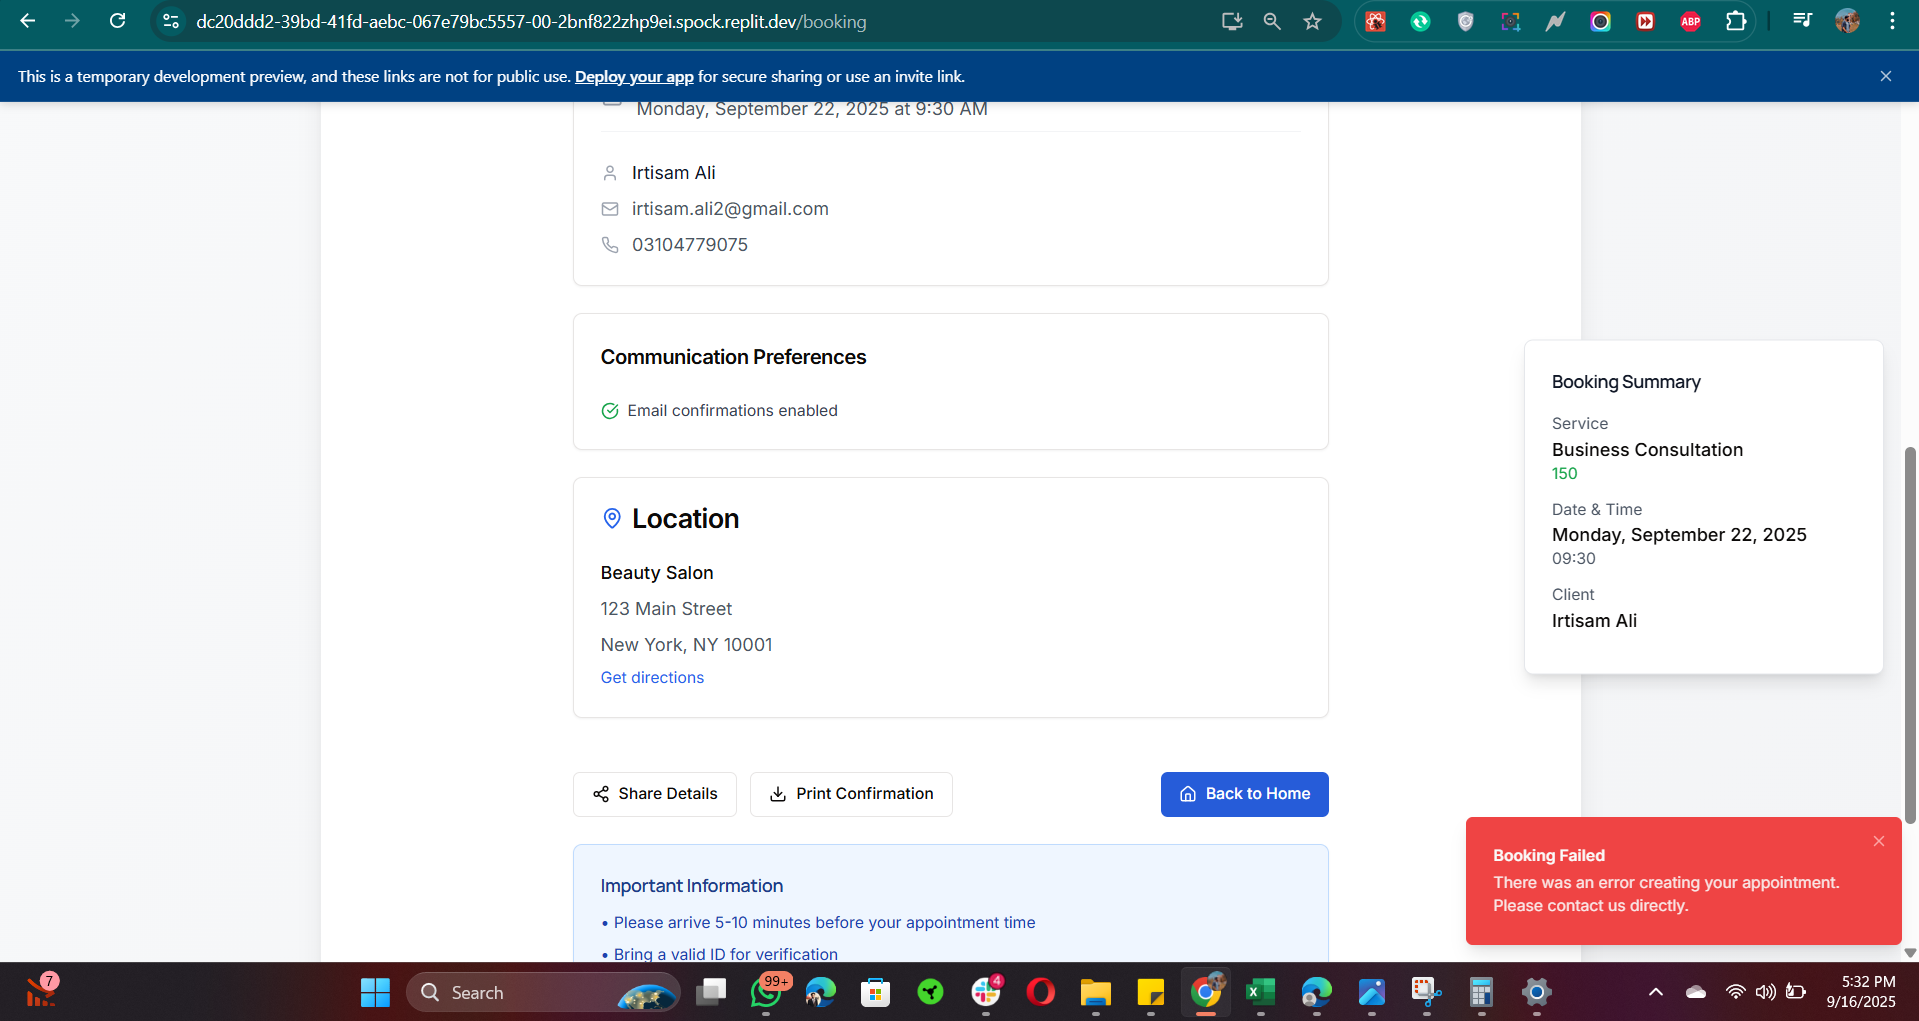 dc20ddd2-39bd-41fd-aebc-067e79bc5557-00-2bnf822zhp9ei.spock.replit.dev/booking
ABP
This is a temporary development preview, and these links are not for public use. Deploy your app for secure sharing or use an invite link.
Monday, September 22, 2025 at 9:30 AM
Irtisam Ali
irtisam.ali2@gmail.com
03104779075
Communication Preferences
Email confirmations enabled
Location
Beauty Salon
123 Main Street
New York, NY 10001
Get directions
Share Details
Print Confirmation
Back to Home
Important Information
• Please arrive 5-10 minutes before your appointment time
• Bring a valid ID for verification
Booking Summary
Service
Business Consultation
150
Date & Time
Monday, September 22, 2025
09:30
Client
Irtisam Ali
Booking Failed
There was an error creating your appointment.
Please contact us directly.
7
Search
99+
4
5:32 PM
9/16/2025